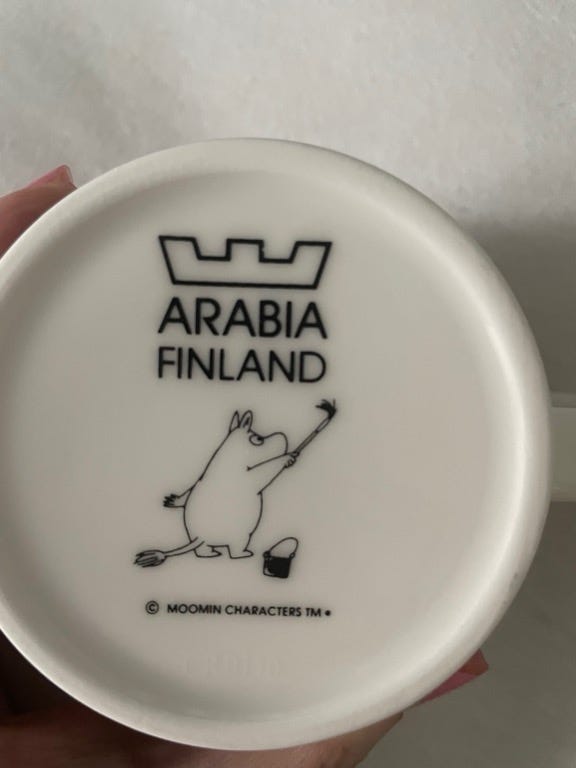 ARABIA
FINLAND
© MOOMIN CHARACTERS TM •